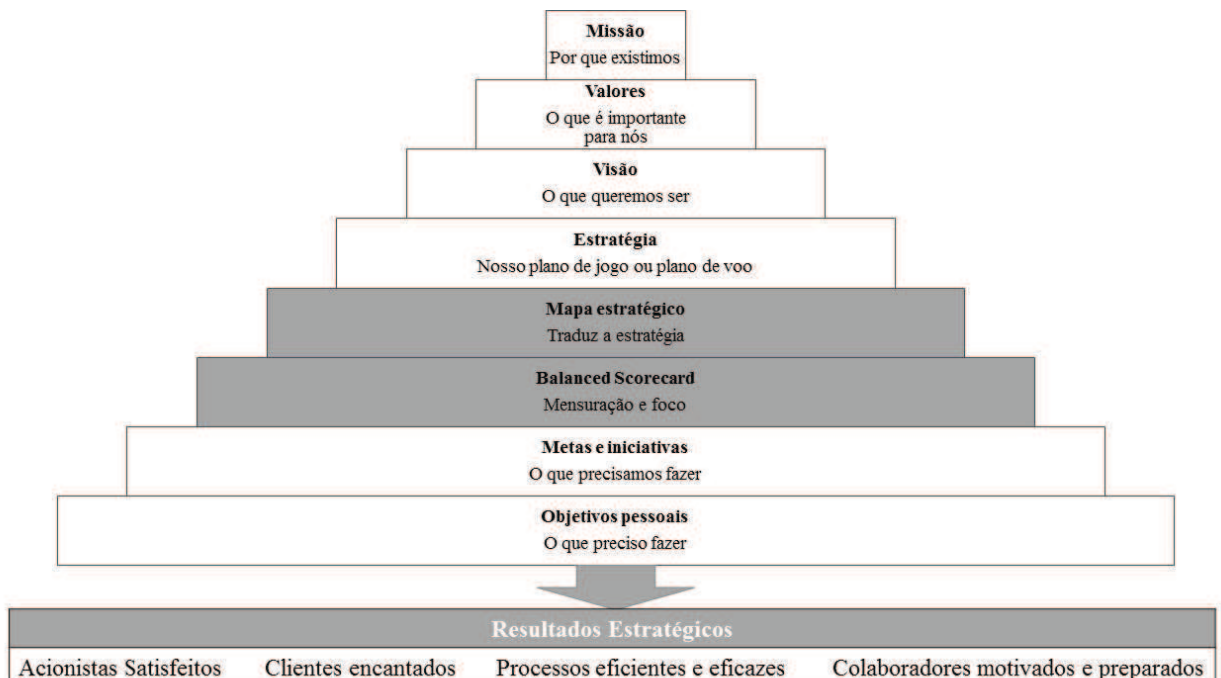 Missão
Por que existimos
Valores
O que é importante
para nós
Visão
O que queremos ser
Estratégia
Nosso plano de jogo ou plano de voo
Mapa estratégico
Traduz a estratégia
Balanced Scorecard
Mensuração e foco
Metas e iniciativas
O que precisamos fazer
Objetivos pessoais
O que preciso fazer
Resultados Estratégicos
Acionistas Satisfeitos Clientes encantados Processos eficientes e eficazes Colaboradores motivados e preparados